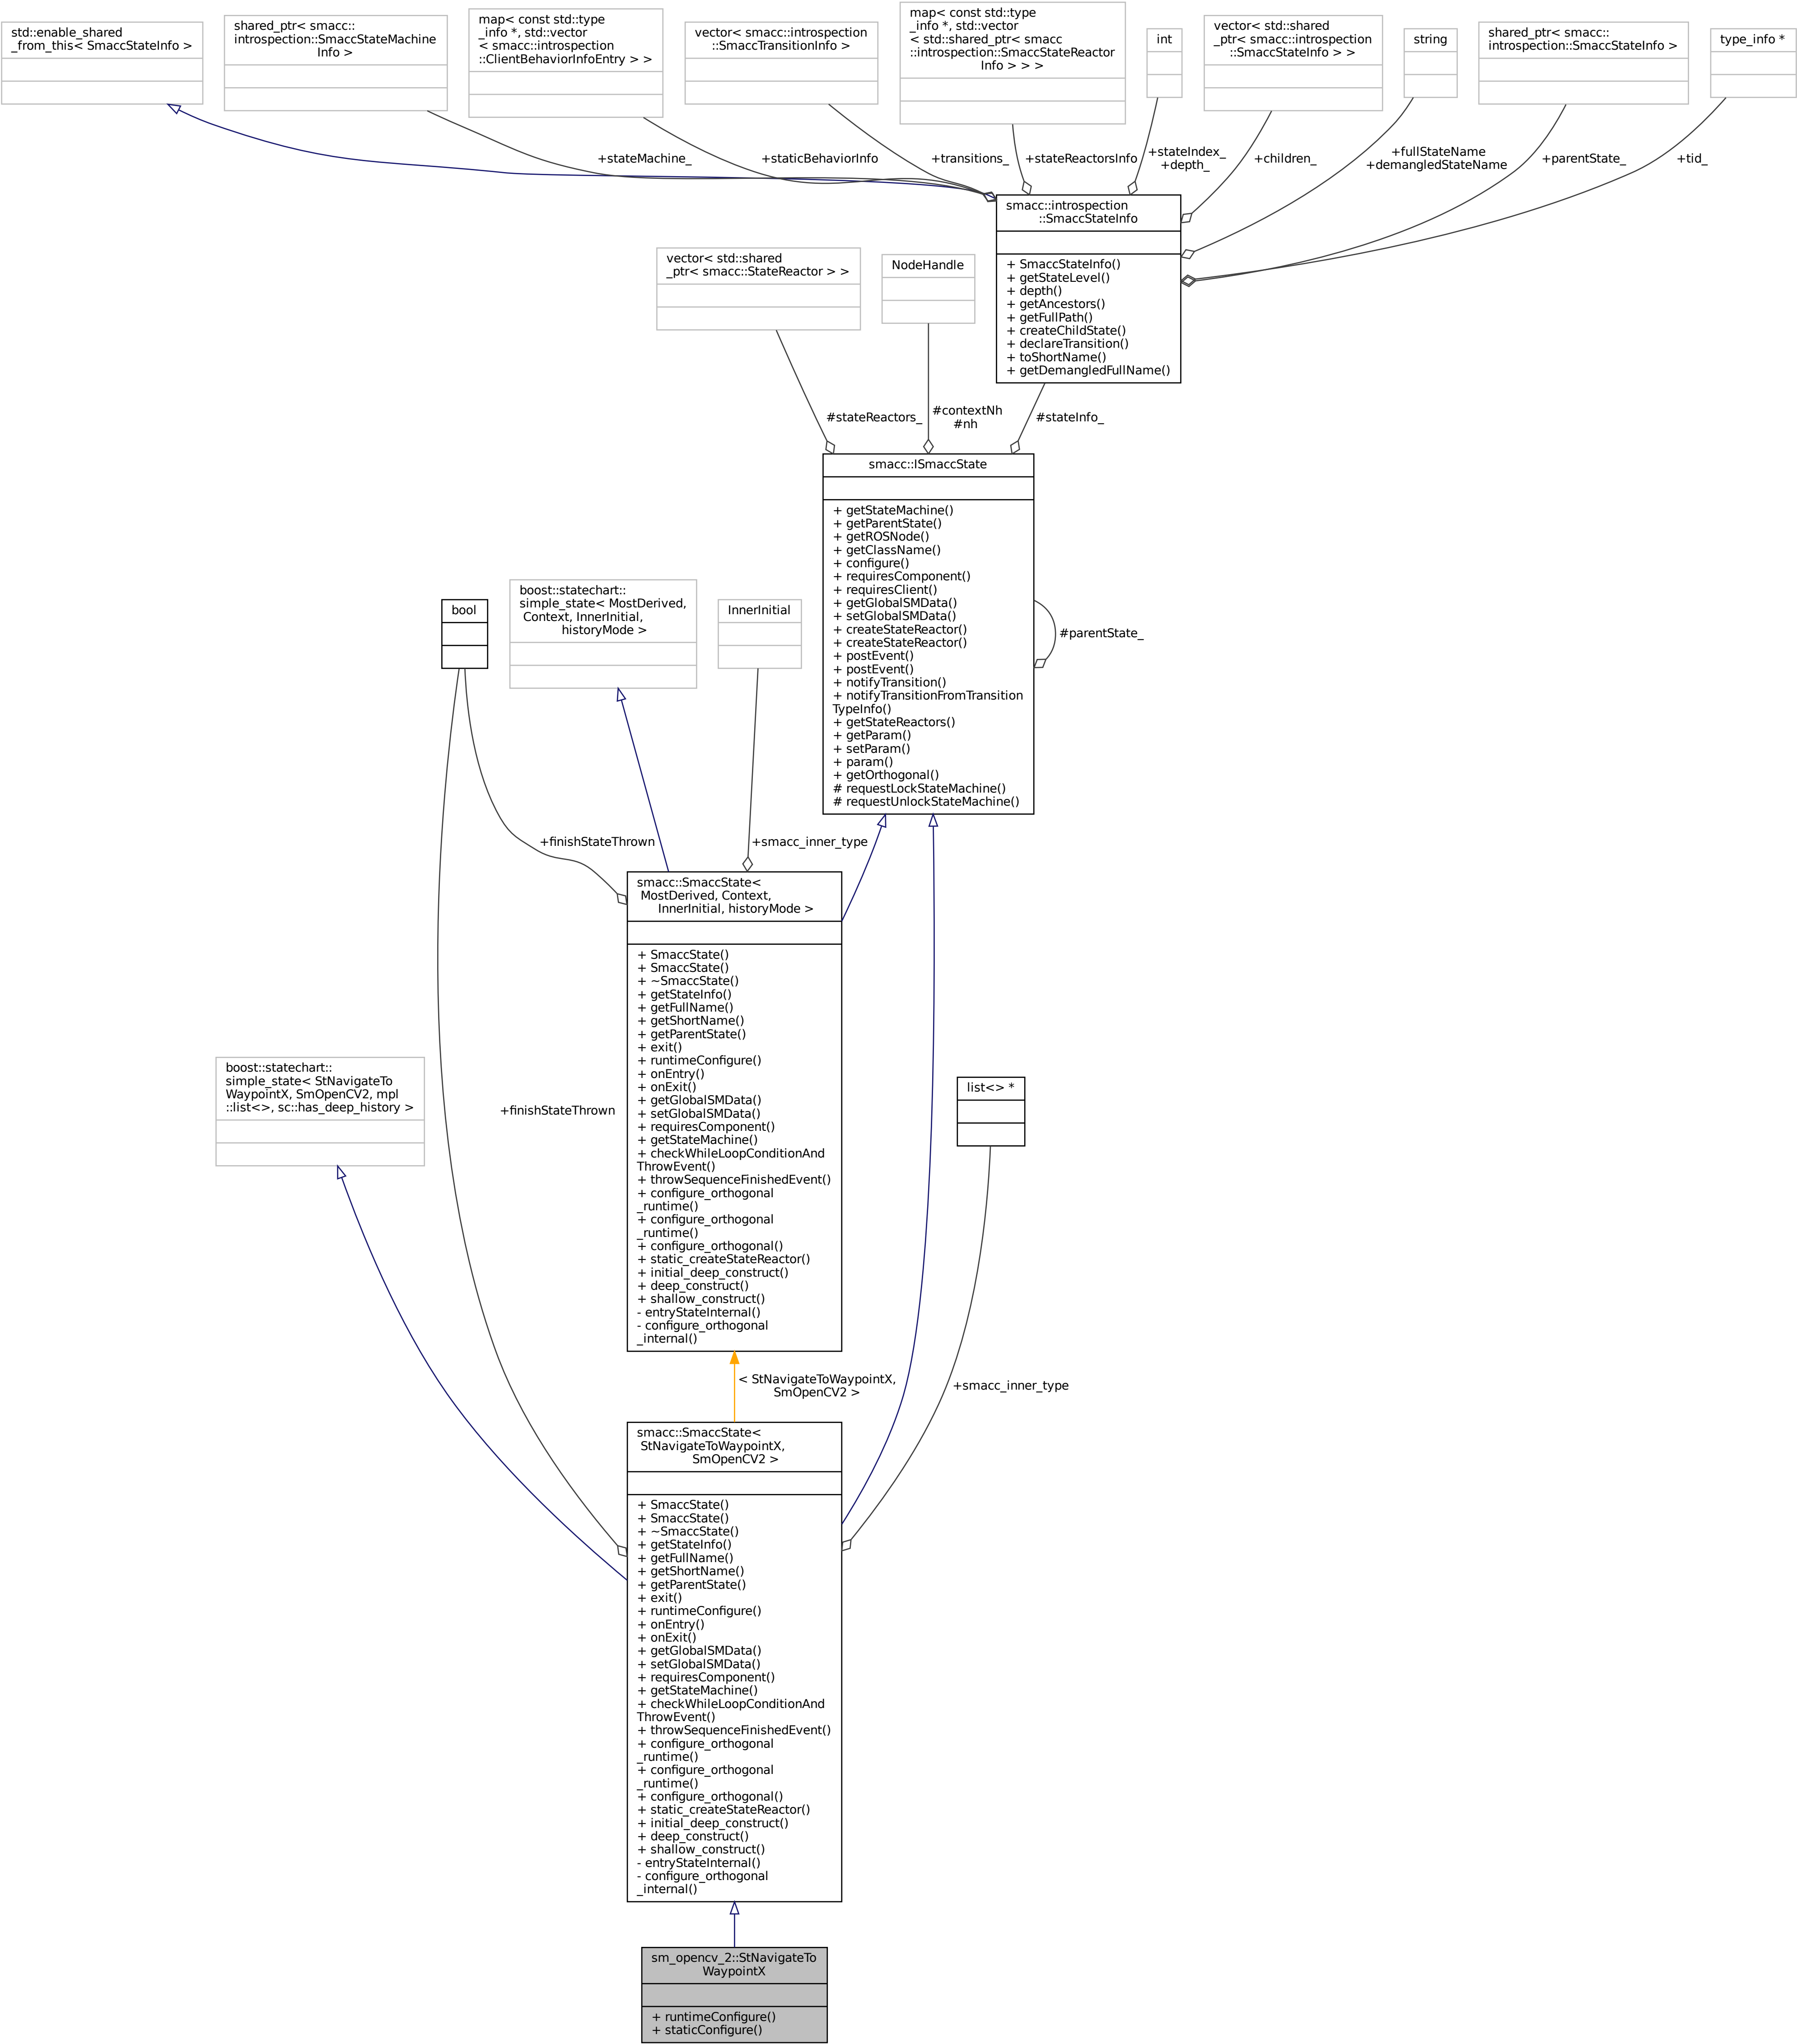 std::enable_shared
_from_this< SmaccStateInfo >
shared_ptr< smacc::
introspection::SmaccStateMachine
Info >
map< const std::type
_info *, std::vector
< smacc::introspection
::ClientBehaviorInfoEntry > >
vector< smacc::introspection
::SmaccTransitionInfo >
map< const std::type
_info *, std::vector
< std::shared_ptr< smacc
::introspection::SmaccStateReactor
Info > > >
int
vector< std::shared
_ptr< smacc::introspection
::SmaccStateInfo > >
string
shared_ptr< smacc::
introspection::SmaccStateInfo >
type_info *
+stateMachine_
+staticBehaviorInfo
+transitions_
+stateReactorsInfo
+stateIndex_
+depth_
+children_
+fullStateName
+demangledStateName
+parentState_
+tid_
smacc::introspection
::SmaccStateInfo
+ SmaccStateInfo()
+ getStateLevel()
+ depth()
+ getAncestors()
+ getFullPath()
+ createChildState()
+ declareTransition()
+ toShortName()
+ getDemangledFullName()
vector< std::shared
_ptr< smacc::StateReactor > >
NodeHandle
#stateReactors_
#contextNh
#nh
#stateInfo_
smacc::ISmaccState
+ getStateMachine()
+ getParentState()
+ getROSNode()
+ getClassName()
+ configure()
+ requiresComponent()
+ requiresClient()
+ getGlobalSMData()
+ setGlobalSMData()
+ createStateReactor()
+ createStateReactor()
+ postEvent()
+ postEvent()
+ notifyTransition()
+ notifyTransitionFromTransition
TypeInfo()
+ getStateReactors()
+ getParam()
+ setParam()
+ param()
+ getOrthogonal()
# requestLockStateMachine()
# requestUnlockStateMachine()
#parentState_
bool
boost::statechart::
simple_state< MostDerived,
Context, InnerInitial,
historyMode >
InnerInitial
+finishStateThrown
+smacc_inner_type
smacc::SmaccState<
MostDerived, Context,
InnerInitial, historyMode >
+ SmaccState()
+ SmaccState()
+ ~SmaccState()
+ getStateInfo()
+ getFullName()
+ getShortName()
+ getParentState()
+ exit()
+ runtimeConfigure()
+ onEntry()
+ onExit()
+ getGlobalSMData()
+ setGlobalSMData()
+ requiresComponent()
+ getStateMachine()
+ checkWhileLoopConditionAnd
ThrowEvent()
+ throwSequenceFinishedEvent()
+ configure_orthogonal
_runtime()
+ configure_orthogonal
_runtime()
+ configure_orthogonal()
+ static_createStateReactor()
+ initial_deep_construct()
+ deep_construct()
+ shallow_construct()
- entryStateInternal()
- configure_orthogonal
_internal()
boost::statechart::
simple_state< StNavigateTo
WaypointX, SmOpenCV2, mpl
::list<>, sc::has_deep_history >
+finishStateThrown
list<> *
< StNavigateToWaypointX,
SmOpenCV2 >
+smacc_inner_type
smacc::SmaccState<
StNavigateToWaypointX,
SmOpenCV2 >
+ SmaccState()
+ SmaccState()
+ ~SmaccState()
+ getStateInfo()
+ getFullName()
+ getShortName()
+ getParentState()
+ exit()
+ runtimeConfigure()
+ onEntry()
+ onExit()
+ getGlobalSMData()
+ setGlobalSMData()
+ requiresComponent()
+ getStateMachine()
+ checkWhileLoopConditionAnd
ThrowEvent()
+ throwSequenceFinishedEvent()
+ configure_orthogonal
_runtime()
+ configure_orthogonal
_runtime()
+ configure_orthogonal()
+ static_createStateReactor()
+ initial_deep_construct()
+ deep_construct()
+ shallow_construct()
- entryStateInternal()
- configure_orthogonal
_internal()
sm_opencv_2::StNavigateTo
WaypointX
+ runtimeConfigure()
+ staticConfigure()